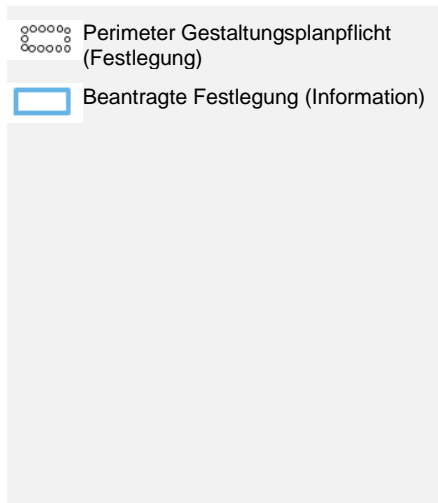 Perimeter Gestaltungsplanpflicht
(Festlegung)
Beantragte Festlegung (Information)